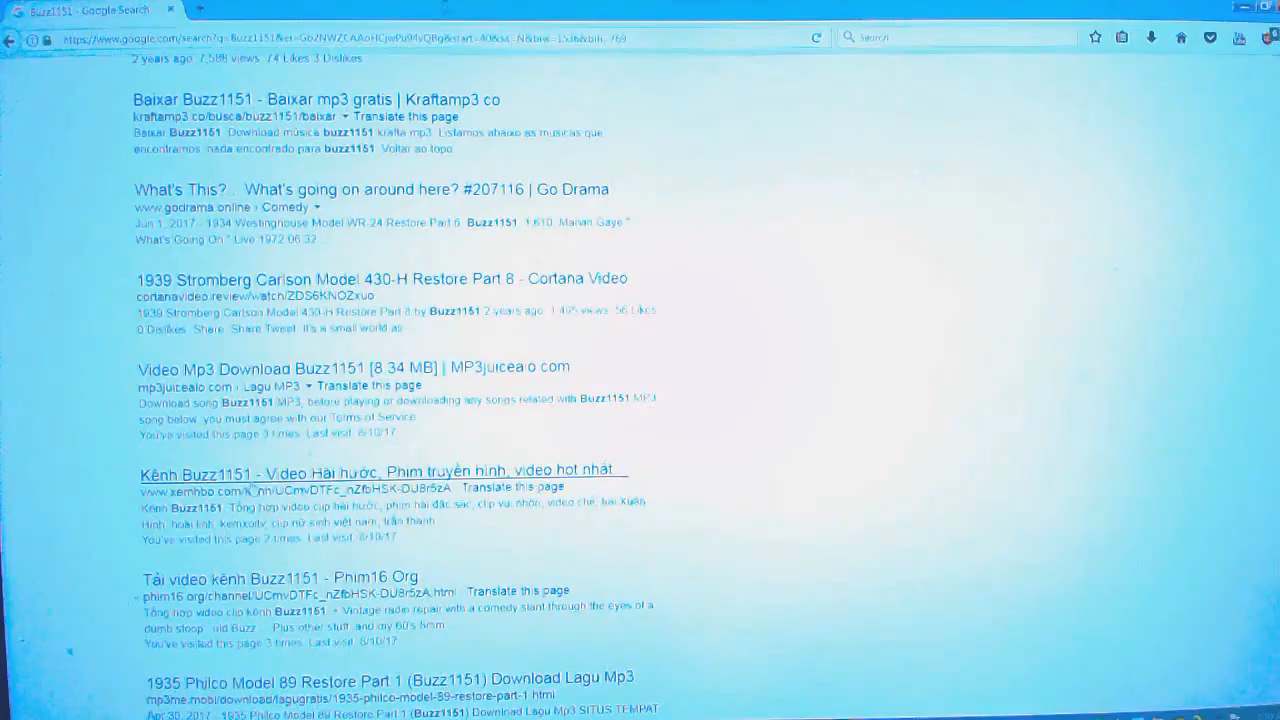 Buzz1151 - Google Search
Search
2 years ago 7,588 views 74 Likes 3 Dislikes
Baixar Buzz1151 - Baixar mp3 gratis | Kraftamp3 co
kraftamp3 co/busca/buzz1151/baixar Translate this page
Baixar Buzz1151 Download música buzz1151 krafta mp3 Listamos abaixo as musicas que
encontramos nada encontrado para buzz1151 Voltar ao topo
What's This? . What's going on around here? #207116 | Go Drama
www.godrama.online › Comedy
Jun 1, 2017 - 1934 Westinghouse Model WR-24 Restore Part 6 Buzz1151 1,610 Marvin Gaye "
What's Going On " Live 1972 06:32
1939 Stromberg Carlson Model 430-H Restore Part 8 - Cortana Video
cortanavideo.review/watch/ZDS6KNOZxuo
1939 Stromberg Carlson Model 430-H Restore Part 8 by Buzz1151 2 years ago 1,495 views 56 Likes
0 Dislikes Share Share Tweet It's a small world as
Video Mp3 Download Buzz1151 [8.34 MB] | MP3juicealo com
mp3juicealo com › Lagu MP3 Translate this page
Download song Buzz1151 MP3, before playing or downloading any songs related with Buzz1151 MP3
song below, you must agree with our Terms of Service
You've visited this page 3 times. Last visit: 8/10/17
Kênh Buzz1151 - Video Hài hước, Phim truyền hình, video hot nhất
Translate this page
Kênh Buzz1151 Tổng hợp video clip hài hước, phim hài đặc sắc, clip vui nhộn, video chế, hài Xuân
Hinh, hoài linh, kemxoitv, clip nữ sinh việt nam, trấn thành
You've visited this page 2 times. Last visit: 8/10/17
Tải video kênh Buzz1151 - Phim16 Org
phim16.org/channel/UCmvDTFc_nZfbHSK-DU8r5zA.html Translate this page
Tổng hợp video clip kênh Buzz1151 • Vintage radio repair with a comedy slant through the eyes of a
dumb stoop old Buzz Plus other stuff and my 60's 8mm
You've visited this page 3 times. Last visit: 8/10/17
1935 Philco Model 89 Restore Part 1 (Buzz1151) Download Lagu Mp3
mp3me.mobi/download/lagugratis/1935-philco-model-89-restore-part-1 html
Apr 30, 2017 - 1935 Philco Model 89 Restore Part 1 (Buzz1151) Download Lagu Mp3 SITUS TEMPAT